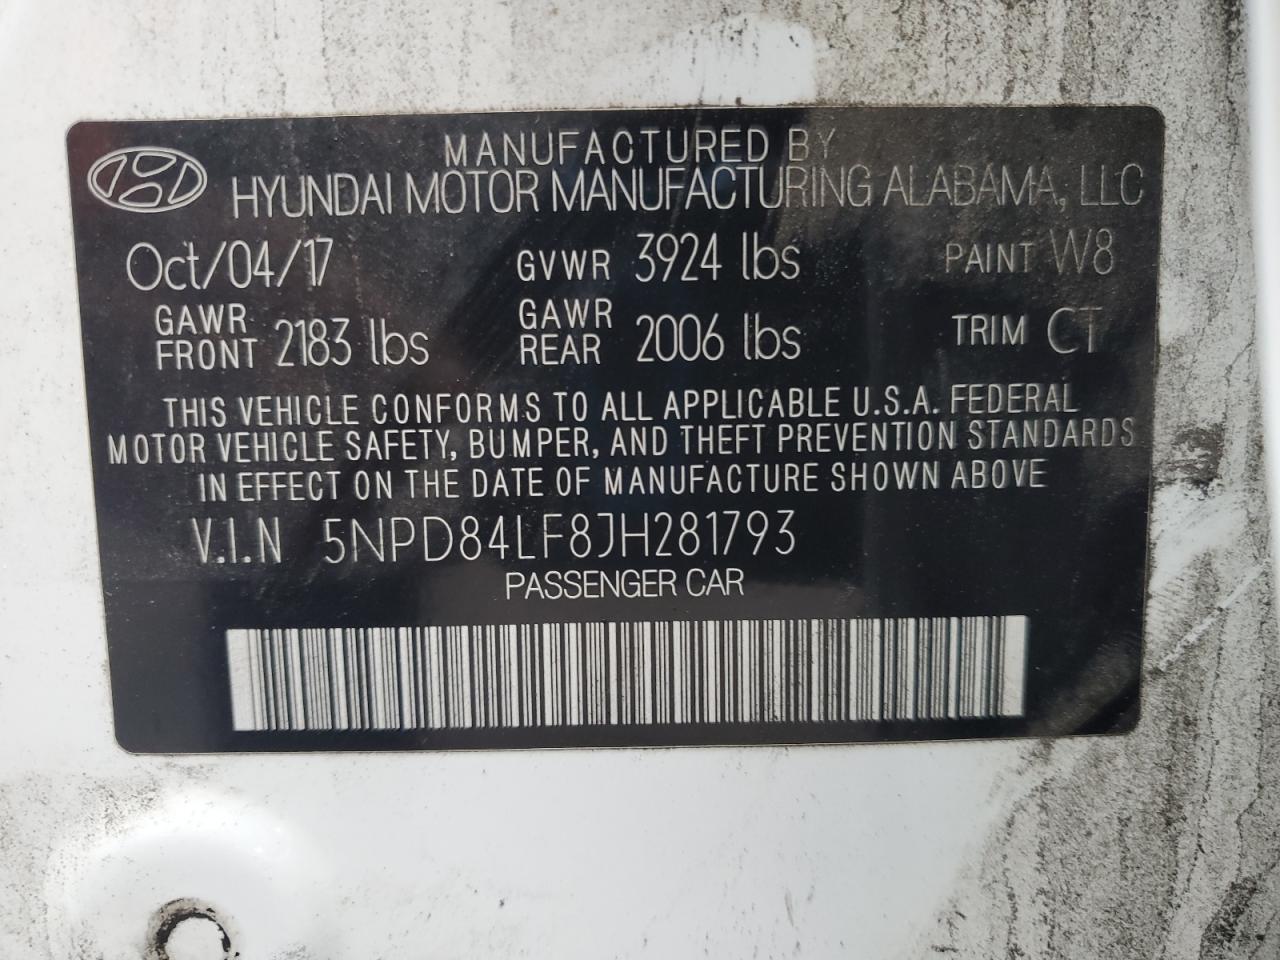 MANUFACTURED BY
HYUNDAI MOTOR MANUFACTURING ALABAMA, LLC
Oct/04/17 GVWR 3924 lbs PAINT W8
GAWR FRONT 2183 lbs GAWR REAR 2006 lbs TRIM CT
THIS VEHICLE CONFORMS TO ALL APPLICABLE U.S.A. FEDERAL
MOTOR VEHICLE SAFETY, BUMPER, AND THEFT PREVENTION STANDARDS
IN EFFECT ON THE DATE OF MANUFACTURE SHOWN ABOVE
V.I.N 5NPD84LF8JH281793
PASSENGER CAR